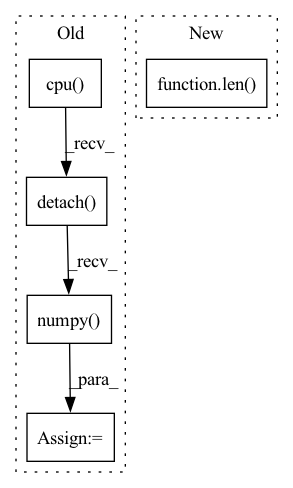 Old
New
cpu()
function.len()
_recv_
detach()
_recv_
numpy()
_para_
Assign:=